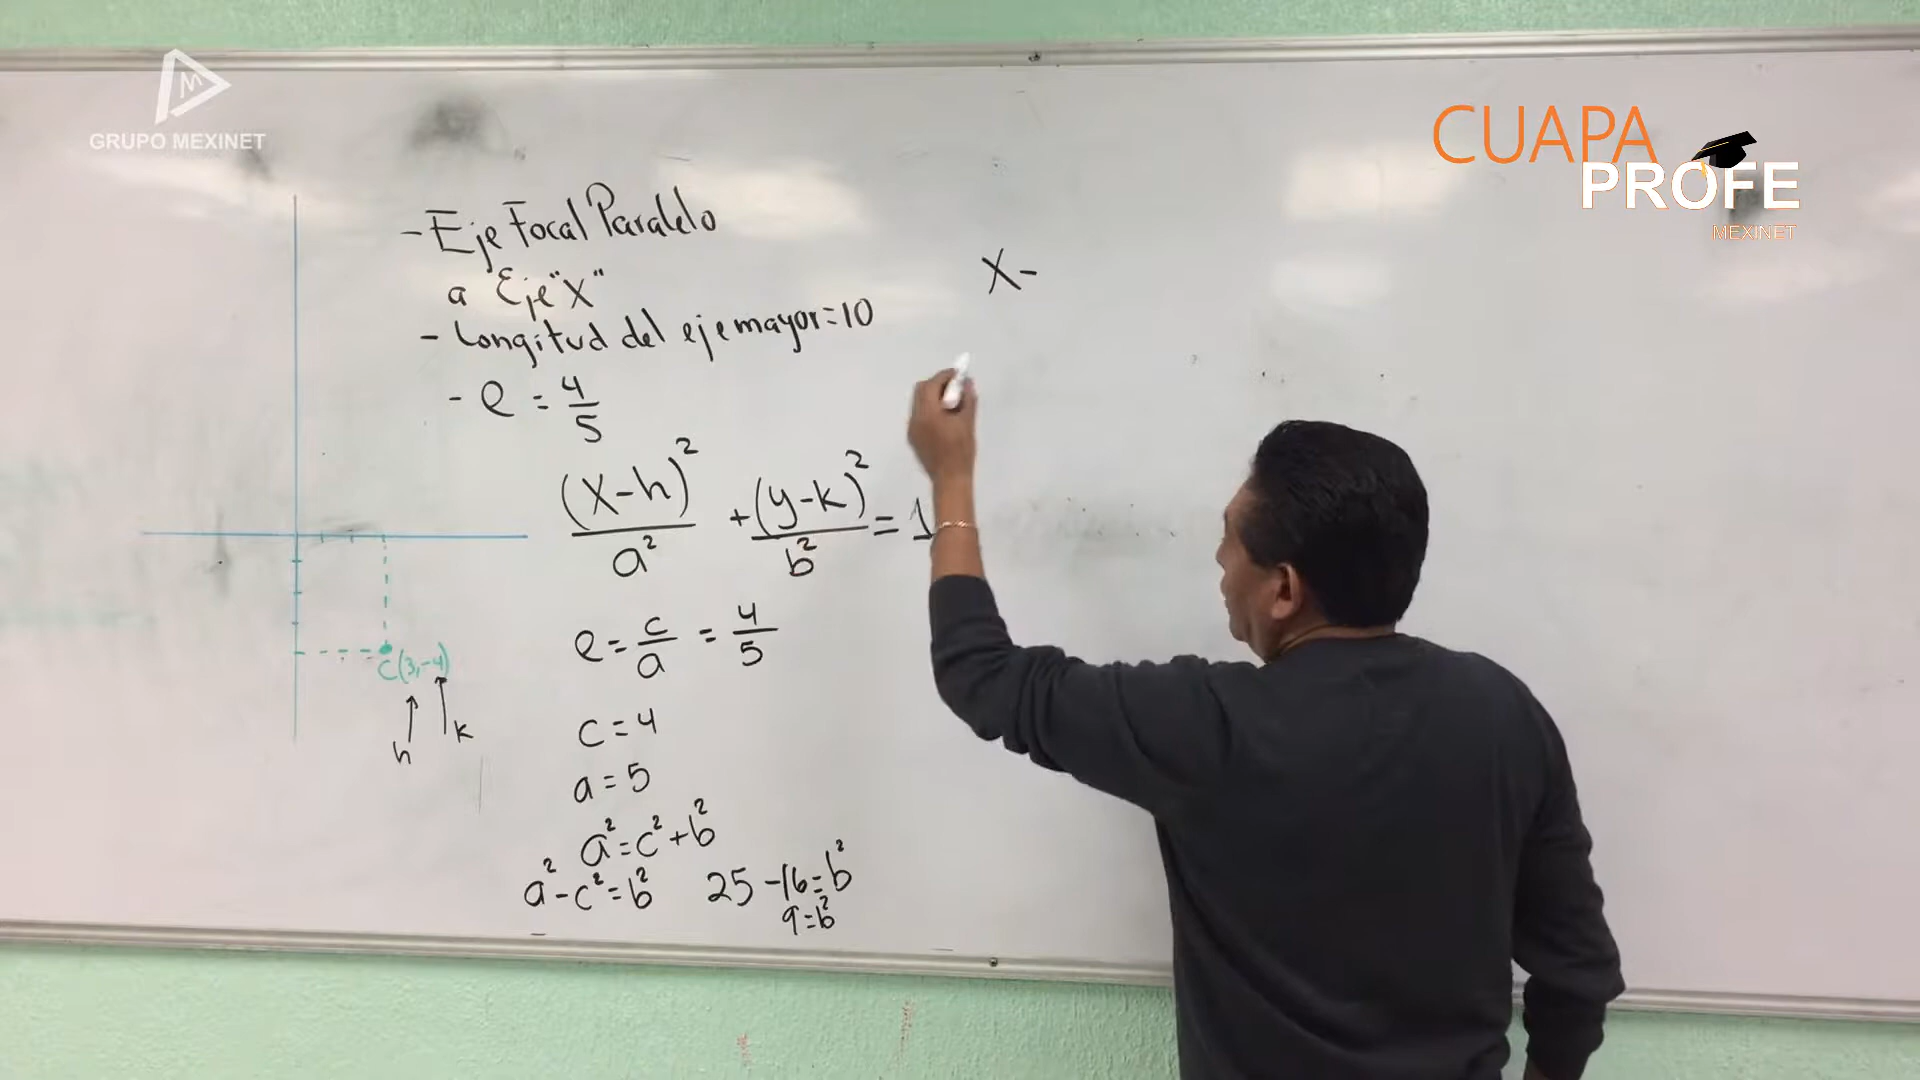 GRUPO MEXINET
CUAPA
PROFE
MEXINET
- Eje Focal Paralelo
a Eje "X"
- Longitud del eje mayor = 10
- e = 4/5
(x-h)²/a² + (y-k)²/b² = 1
e = c/a = 4/5
c = 4
a = 5
a² = c² + b²
a² - c² = b²
25 - 16 = b²
9 = b²
C(3,-4)
h
k
X -